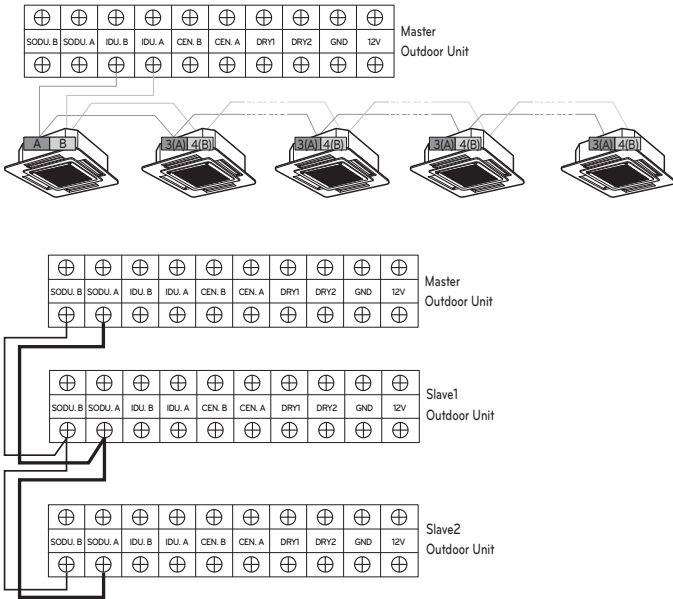 SODU. B SODU. A IDU. B IDU. A CEN. B CEN. A DRY1 DRY2 GND 12V
Master
Outdoor Unit
A B 3(A) 4(B) 3(A) 4(B) 3(A) 4(B) 3(A) 4(B)
SODU. B SODU. A IDU. B IDU. A CEN. B CEN. A DRY1 DRY2 GND 12V
Master
Outdoor Unit
SODU. B SODU. A IDU. B IDU. A CEN. B CEN. A DRY1 DRY2 GND 12V
Slave1
Outdoor Unit
SODU. B SODU. A IDU. B IDU. A CEN. B CEN. A DRY1 DRY2 GND 12V
Slave2
Outdoor Unit